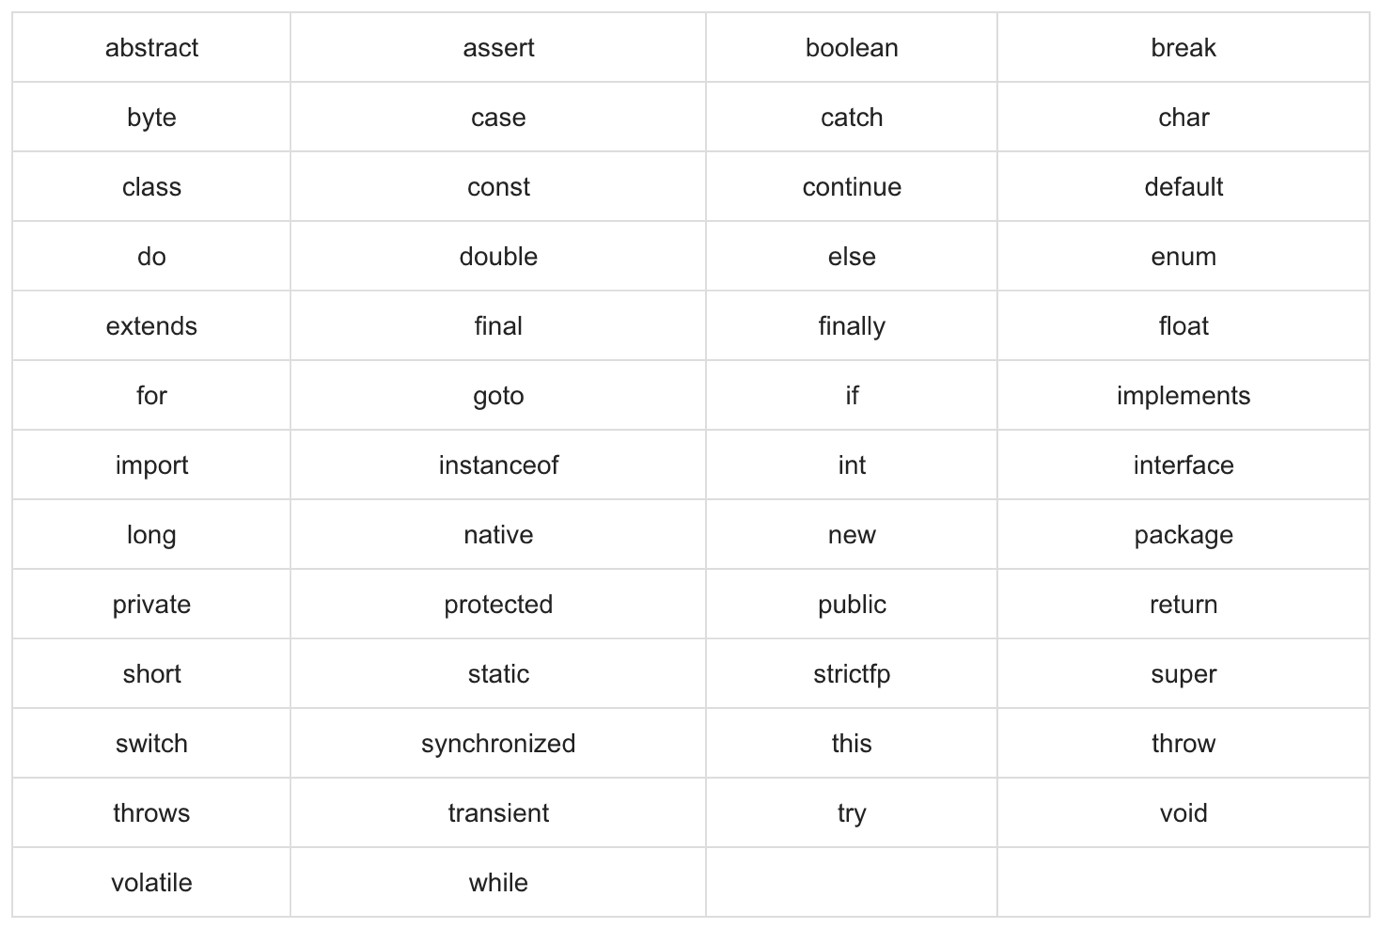 abstract assert boolean break
byte case catch char
class const continue default
do double else enum
extends final finally float
for goto if implements
import instanceof int interface
long native new package
private protected public return
short static strictfp super
switch synchronized this throw
throws transient try void
volatile while